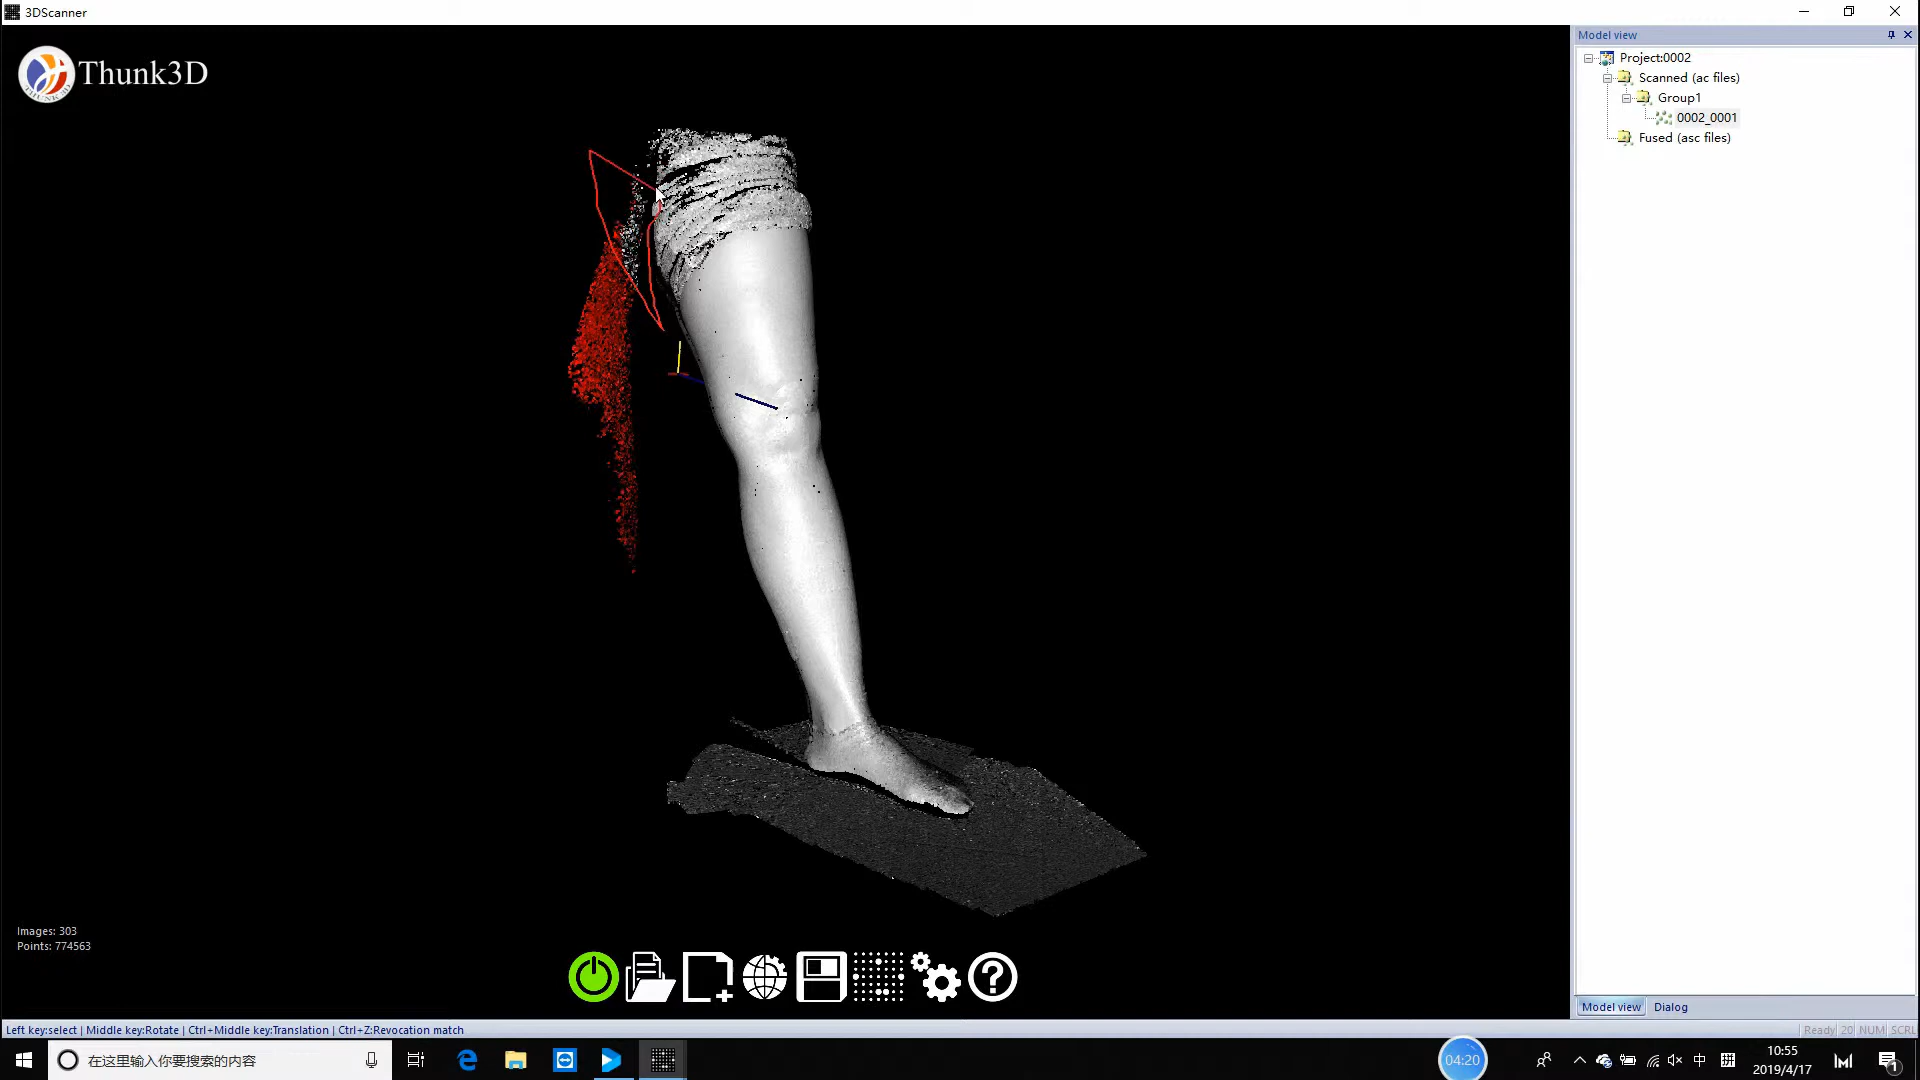 3DScanner
Thunk3D
Model view
Project:0002
Scanned (ac files)
Group1
0002_0001
Fused (asc files)
Images: 303
Points: 774563
Model view
Dialog
Left key:select | Middle key:Rotate | Ctrl+Middle key:Translation | Ctrl+Z:Revocation match
Ready 20 NUM SCRL
在这里输入你要搜索的内容
04:20
中
拼
10:55
2019/4/17
1